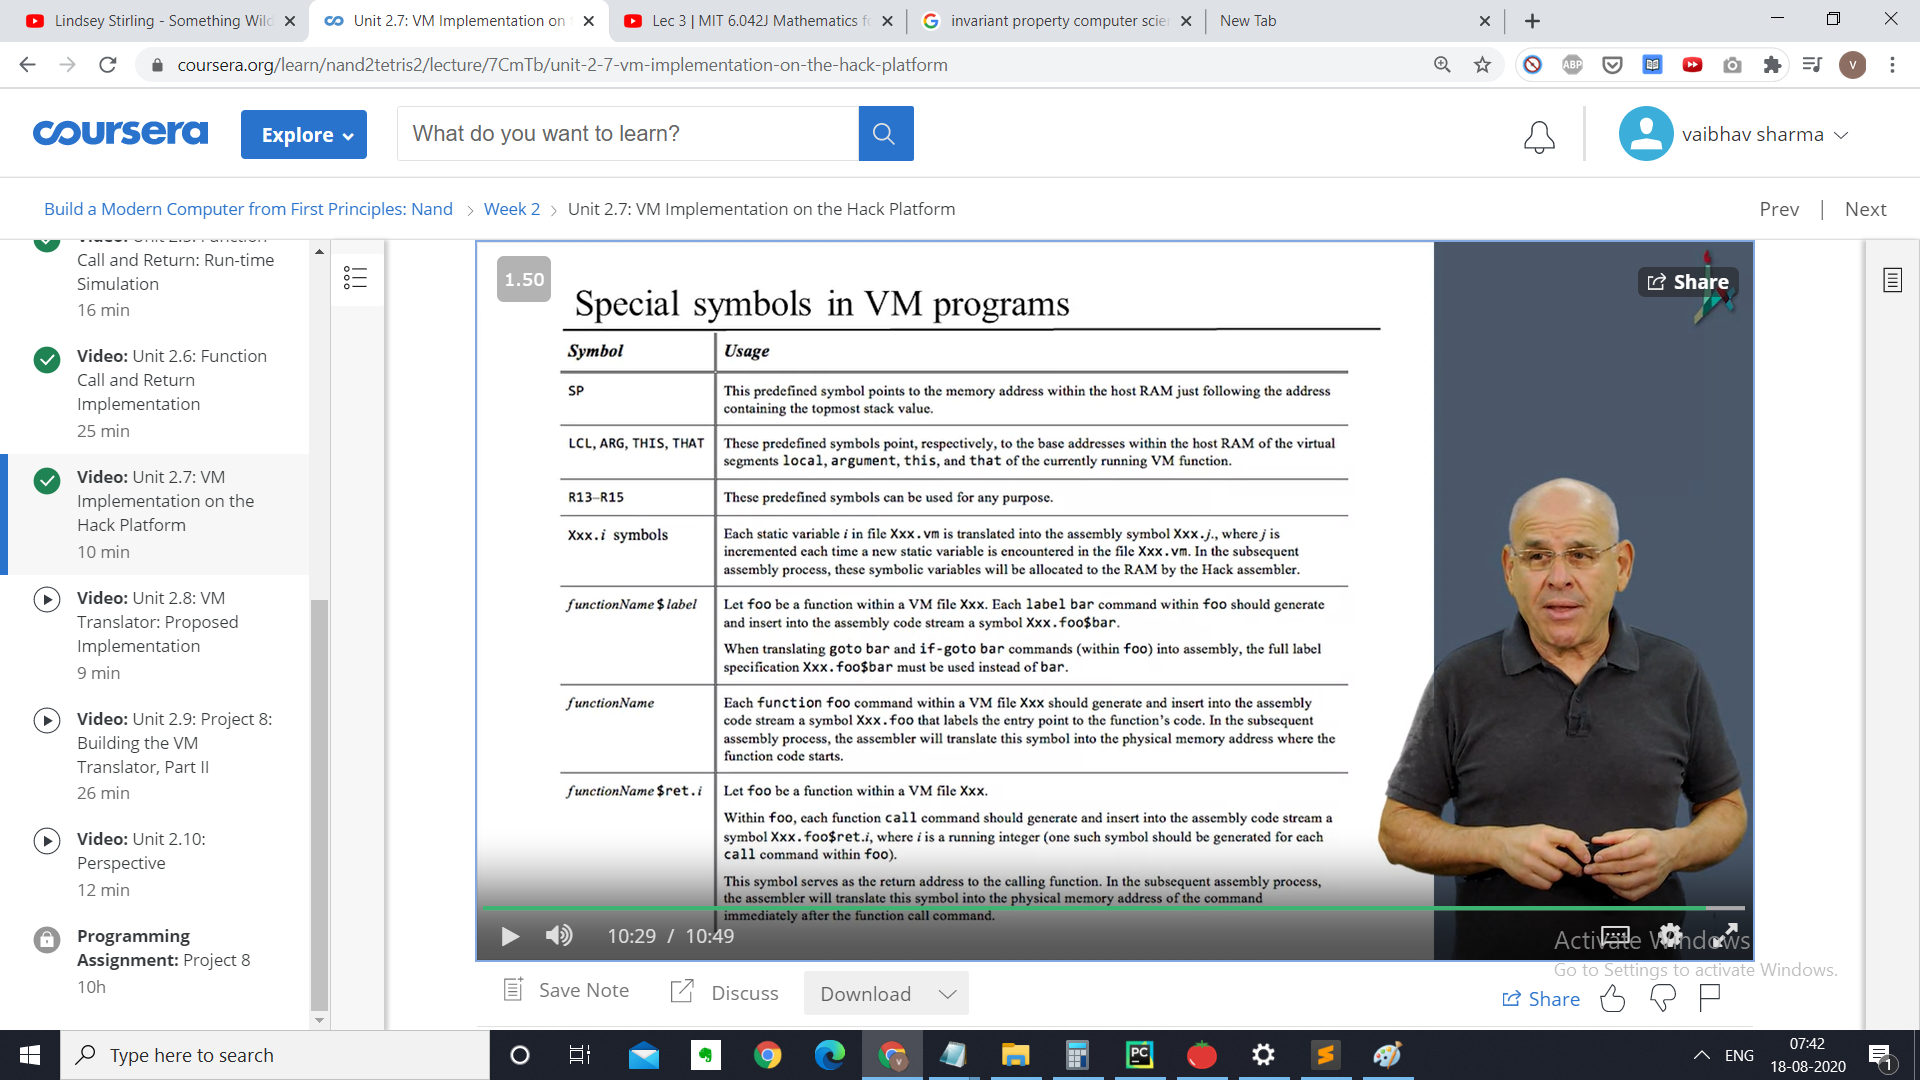 Lindsey Stirling - Something Wild
Unit 2.7: VM Implementation on
Lec 3 | MIT 6.042J Mathematics fo
invariant property computer scie
New Tab
coursera.org/learn/nand2tetris2/lecture/7CmTb/unit-2-7-vm-implementation-on-the-hack-platform
ABP
V
coursera
Explore
What do you want to learn?
vaibhav sharma
Build a Modern Computer from First Principles: Nand > Week 2 > Unit 2.7: VM Implementation on the Hack Platform
Prev | Next
Video: Unit 2.5: Function
Call and Return: Run-time
Simulation
16 min
Video: Unit 2.6: Function
Call and Return
Implementation
25 min
Video: Unit 2.7: VM
Implementation on the
Hack Platform
10 min
Video: Unit 2.8: VM
Translator: Proposed
Implementation
9 min
Video: Unit 2.9: Project 8:
Building the VM
Translator, Part II
26 min
Video: Unit 2.10:
Perspective
12 min
Programming
Assignment: Project 8
10h
1.50
Share
Special symbols in VM programs
Symbol Usage
SP This predefined symbol points to the memory address within the host RAM just following the address
containing the topmost stack value.
LCL, ARG, THIS, THAT These predefined symbols point, respectively, to the base addresses within the host RAM of the virtual
segments local, argument, this, and that of the currently running VM function.
R13–R15 These predefined symbols can be used for any purpose.
Xxx.i symbols Each static variable i in file Xxx.vm is translated into the assembly symbol Xxx.j., where j is
incremented each time a new static variable is encountered in the file Xxx.vm. In the subsequent
assembly process, these symbolic variables will be allocated to the RAM by the Hack assembler.
functionName$label Let foo be a function within a VM file Xxx. Each label bar command within foo should generate
and insert into the assembly code stream a symbol Xxx.foo$bar.
When translating goto bar and if-goto bar commands (within foo) into assembly, the full label
specification Xxx.foo$bar must be used instead of bar.
functionName Each function foo command within a VM file Xxx should generate and insert into the assembly
code stream a symbol Xxx.foo that labels the entry point to the function's code. In the subsequent
assembly process, the assembler will translate this symbol into the physical memory address where the
function code starts.
functionName$ret.i Let foo be a function within a VM file Xxx.
Within foo, each function call command should generate and insert into the assembly code stream a
symbol Xxx.foo$ret.i, where i is a running integer (one such symbol should be generated for each
call command within foo).
This symbol serves as the return address to the calling function. In the subsequent assembly process,
the assembler will translate this symbol into the physical memory address of the command
immediately after the function call command.
10:29 / 10:49
Activate Windows
Go to Settings to activate Windows.
Save Note
Discuss
Download
Share
Type here to search
PC
V
ENG
07:42
18-08-2020
1